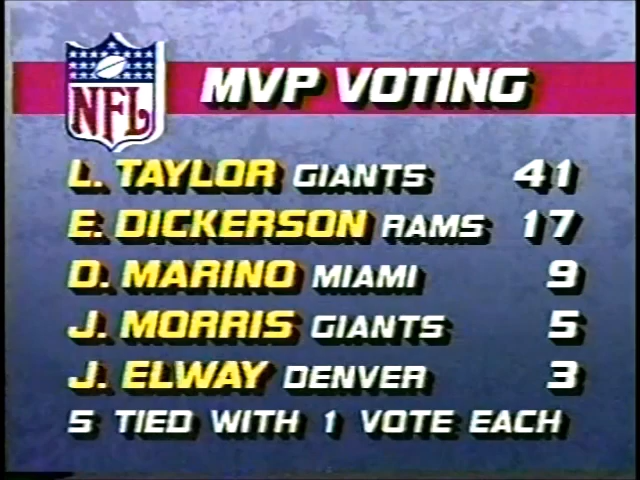 NFL
MVP VOTING
L. TAYLOR GIANTS 41
E. DICKERSON RAMS 17
D. MARINO MIAMI 9
J. MORRIS GIANTS 5
J. ELWAY DENVER 3
5 TIED WITH 1 VOTE EACH